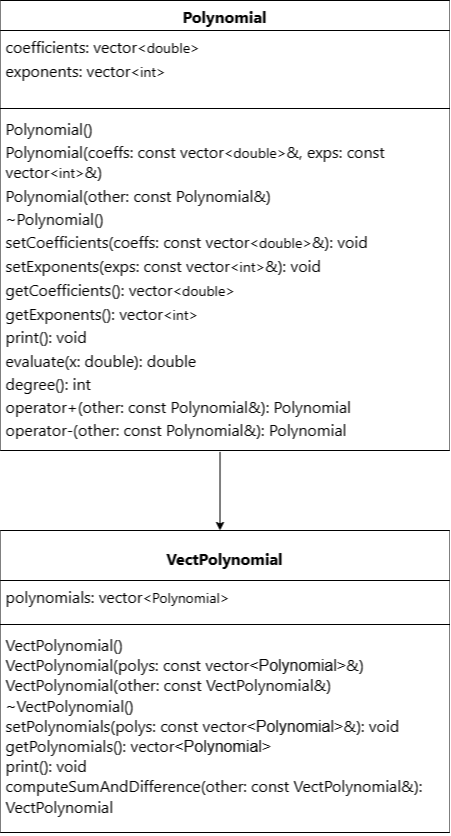 Polynomial
coefficients: vector<double>
exponents: vector<int>
Polynomial()
Polynomial(coeffs: const vector<double>&, exps: const
vector<int>&)
Polynomial(other: const Polynomial&)
~Polynomial()
setCoefficients(coeffs: const vector<double>&): void
setExponents(exps: const vector<int>&): void
getCoefficients(): vector<double>
getExponents(): vector<int>
print(): void
evaluate(x: double): double
degree(): int
operator+(other: const Polynomial&): Polynomial
operator-(other: const Polynomial&): Polynomial
VectPolynomial
polynomials: vector<Polynomial>
VectPolynomial()
VectPolynomial(polys: const vector<Polynomial>&)
VectPolynomial(other: const VectPolynomial&)
~VectPolynomial()
setPolynomials(polys: const vector<Polynomial>&): void
getPolynomials(): vector<Polynomial>
print(): void
computeSumAndDifference(other: const VectPolynomial&):
VectPolynomial